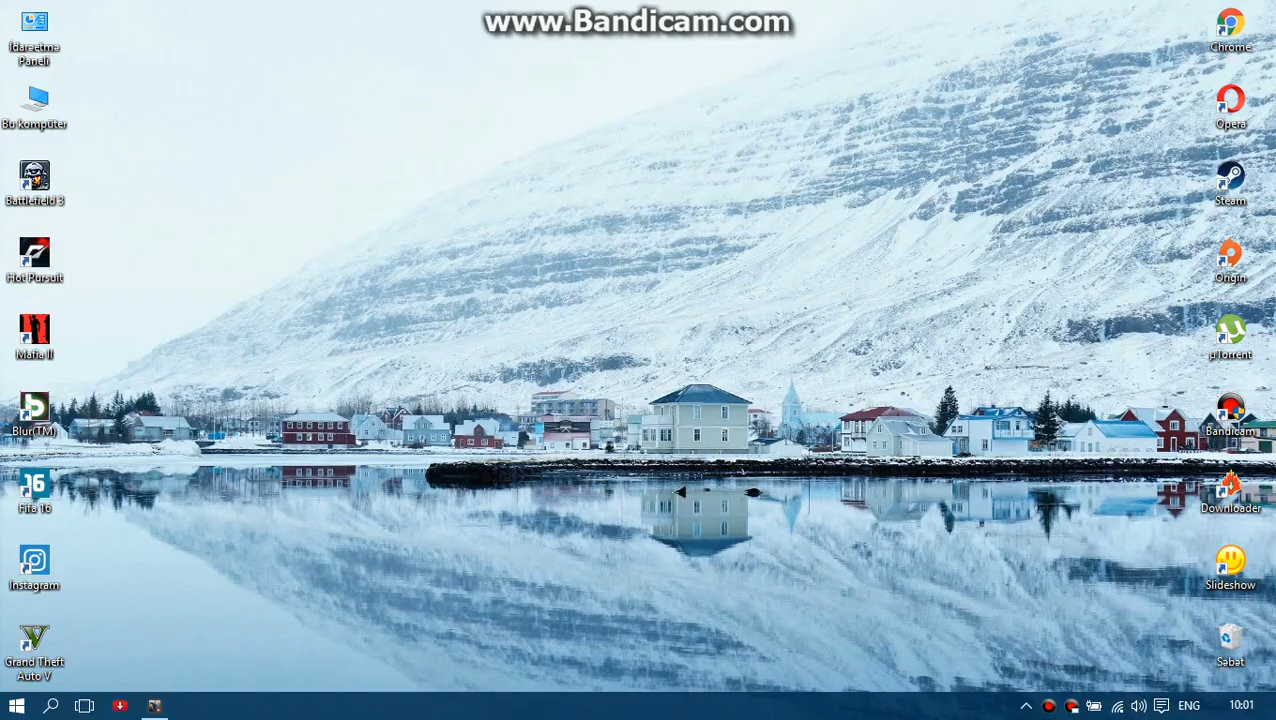 www.Bandicam.com
İdarəetmə
Paneli
Bu kompüter
Battlefield 3
Hot Pursuit
Mafia II
Blur(TM)
Fifa 16
Instagram
Grand Theft
Auto V
Chrome
Opera
Steam
Origin
µTorrent
Bandicam
Downloader
Slideshow
Səbət
ENG
10:01